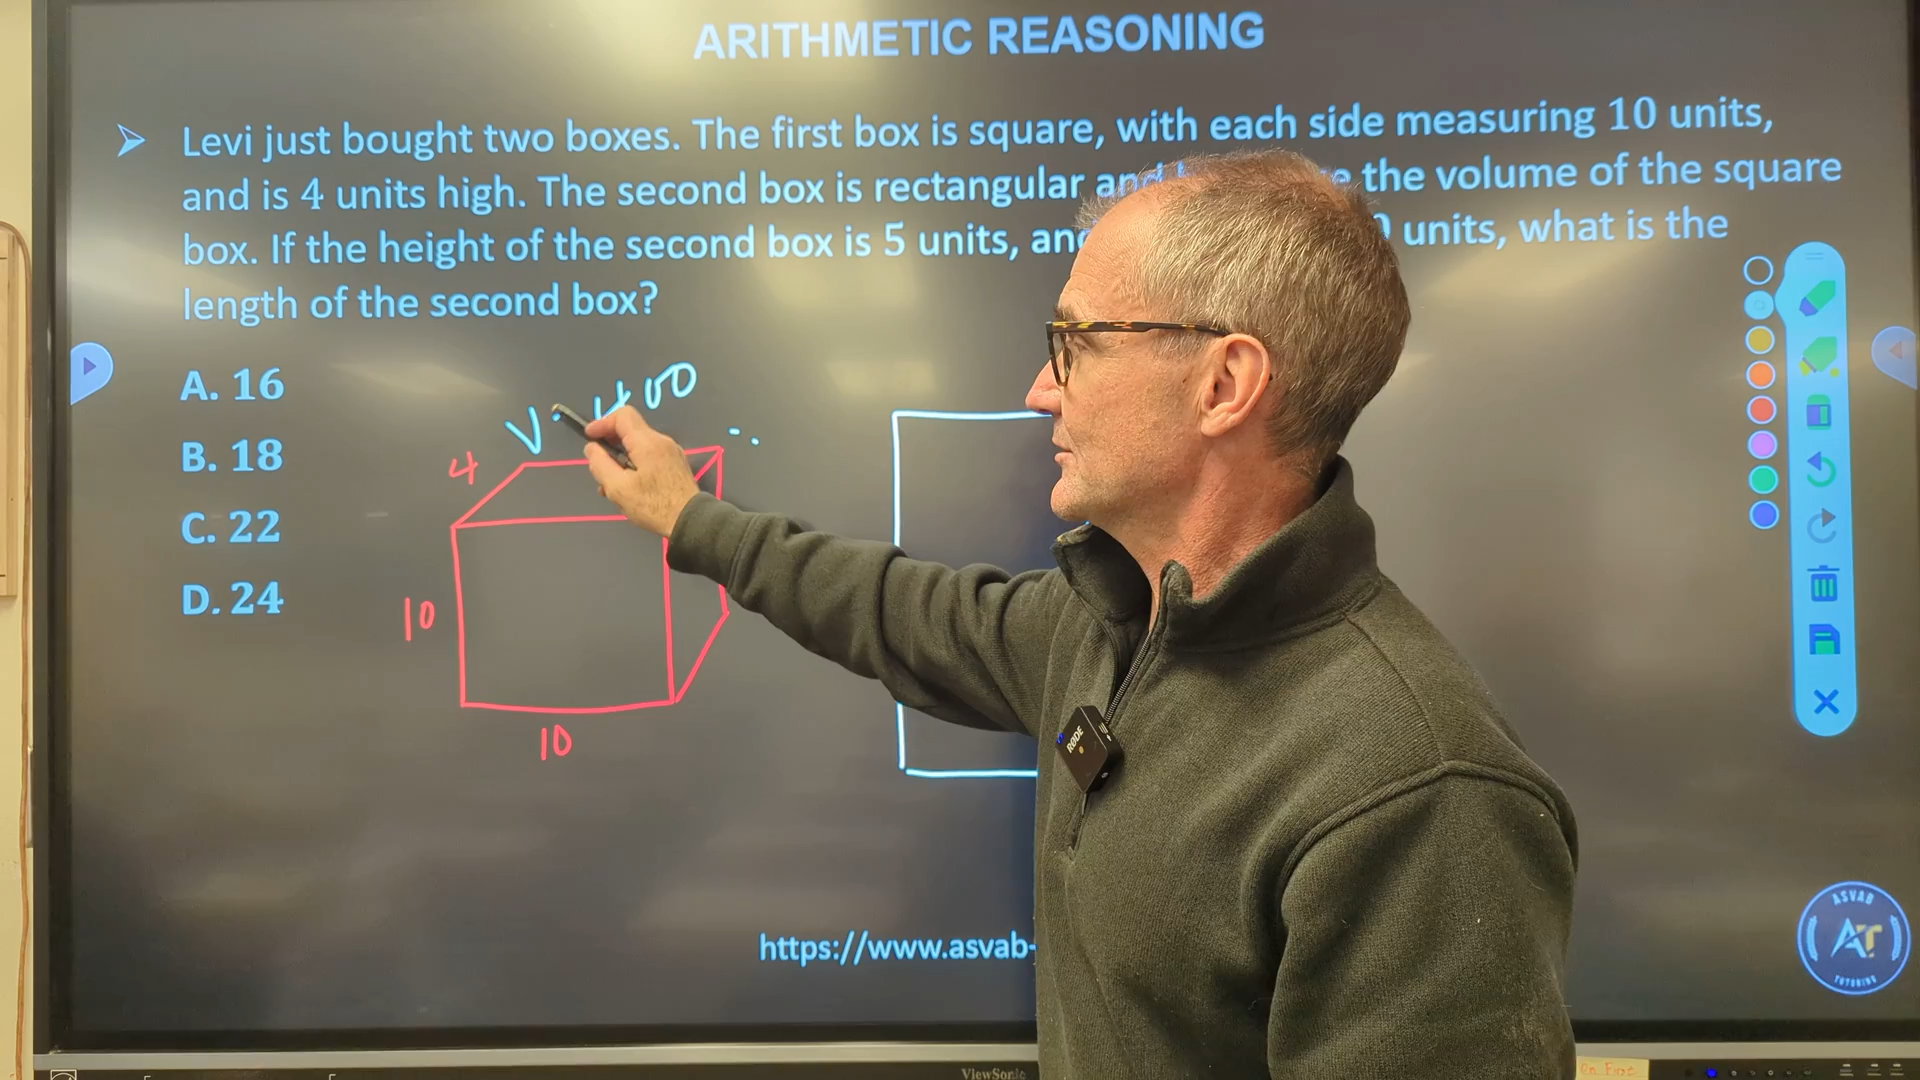 ARITHMETIC REASONING
Levi just bought two boxes. The first box is square, with each side measuring 10 units,
and is 4 units high. The second box is rectangular and the volume of the square
box. If the height of the second box is 5 units, units, what is the
length of the second box?
A. 16
B. 18
C. 22
D. 24
V 400
4
10
10
https://www.asvab-
RØDE
ASVAB
AT
TUTORING
ViewSonic